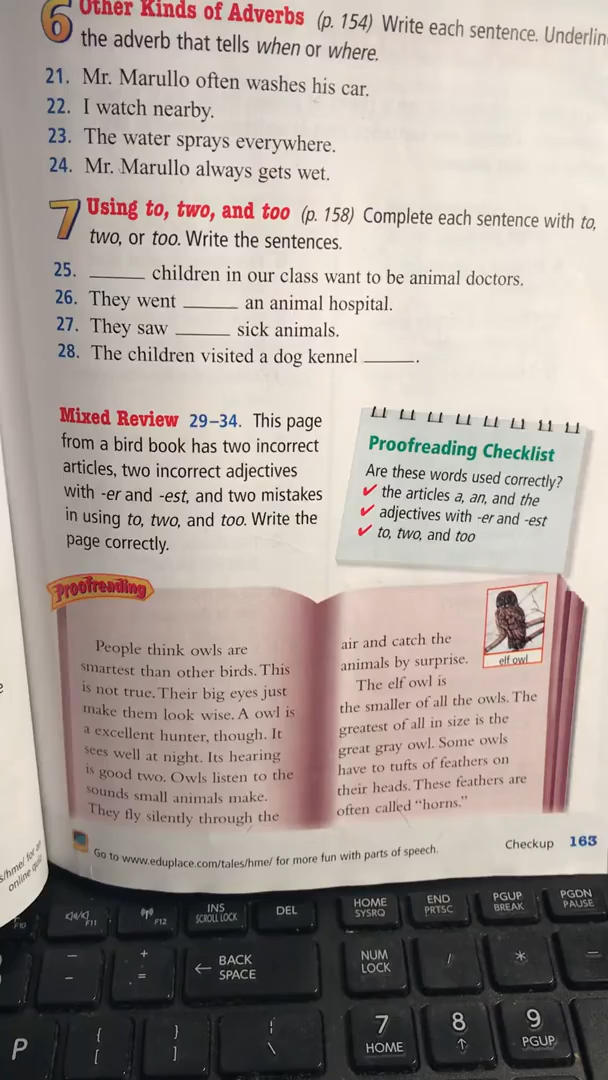 6 Other Kinds of Adverbs (p. 154) Write each sentence. Underlin
the adverb that tells when or where.
21. Mr. Marullo often washes his car.
22. I watch nearby.
23. The water sprays everywhere.
24. Mr. Marullo always gets wet.
7 Using to, two, and too (p. 158) Complete each sentence with to,
two, or too. Write the sentences.
25. ______ children in our class want to be animal doctors.
26. They went ______ an animal hospital.
27. They saw ______ sick animals.
28. The children visited a dog kennel ______.
Mixed Review 29–34. This page
from a bird book has two incorrect
articles, two incorrect adjectives
with -er and -est, and two mistakes
in using to, two, and too. Write the
page correctly.
Proofreading Checklist
Are these words used correctly?
✔ the articles a, an, and the
✔ adjectives with -er and -est
✔ to, two, and too
Proofreading
People think owls are
smartest than other birds. This
is not true. Their big eyes just
make them look wise. A owl is
a excellent hunter, though. It
sees well at night. Its hearing
is good two. Owls listen to the
sounds small animals make.
They fly silently through the
air and catch the
animals by surprise.
The elf owl is
the smaller of all the owls. The
greatest of all in size is the
great gray owl. Some owls
have to tufts of feathers on
their heads. These feathers are
often called "horns."
elf owl
Go to www.eduplace.com/tales/hme/ for more fun with parts of speech.
Checkup 163
s/hme/ for an
online quiz
F10
F11
F12
INS
SCROLL LOCK
DEL
HOME
SYSRQ
END
PRTSC
PGUP
BREAK
PGDN
PAUSE
_
-
+
=
← BACK
SPACE
NUM
LOCK
/
*
P
{
[
}
]
¦
\
7
HOME
8
↑
9
PGUP